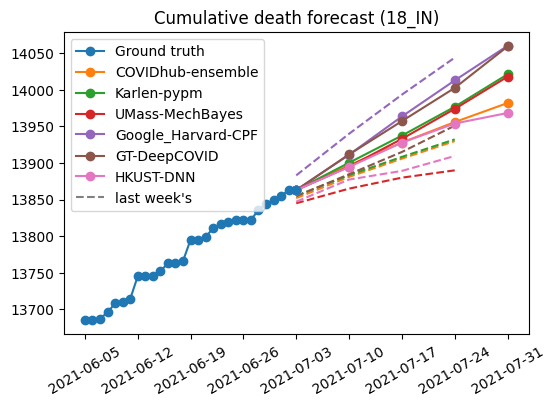 Cumulative death forecast (18_IN)
14050
14000
13950
13900
13850
13800
13750
13700
Ground truth
COVIDhub-ensemble
Karlen-pypm
UMass-MechBayes
Google_Harvard-CPF
GT-DeepCOVID
HKUST-DNN
last week's
2021-06-05
2021-06-12
2021-06-19
2021-06-26
2021-07-03
2021-07-10
2021-07-17
2021-07-24
2021-07-31